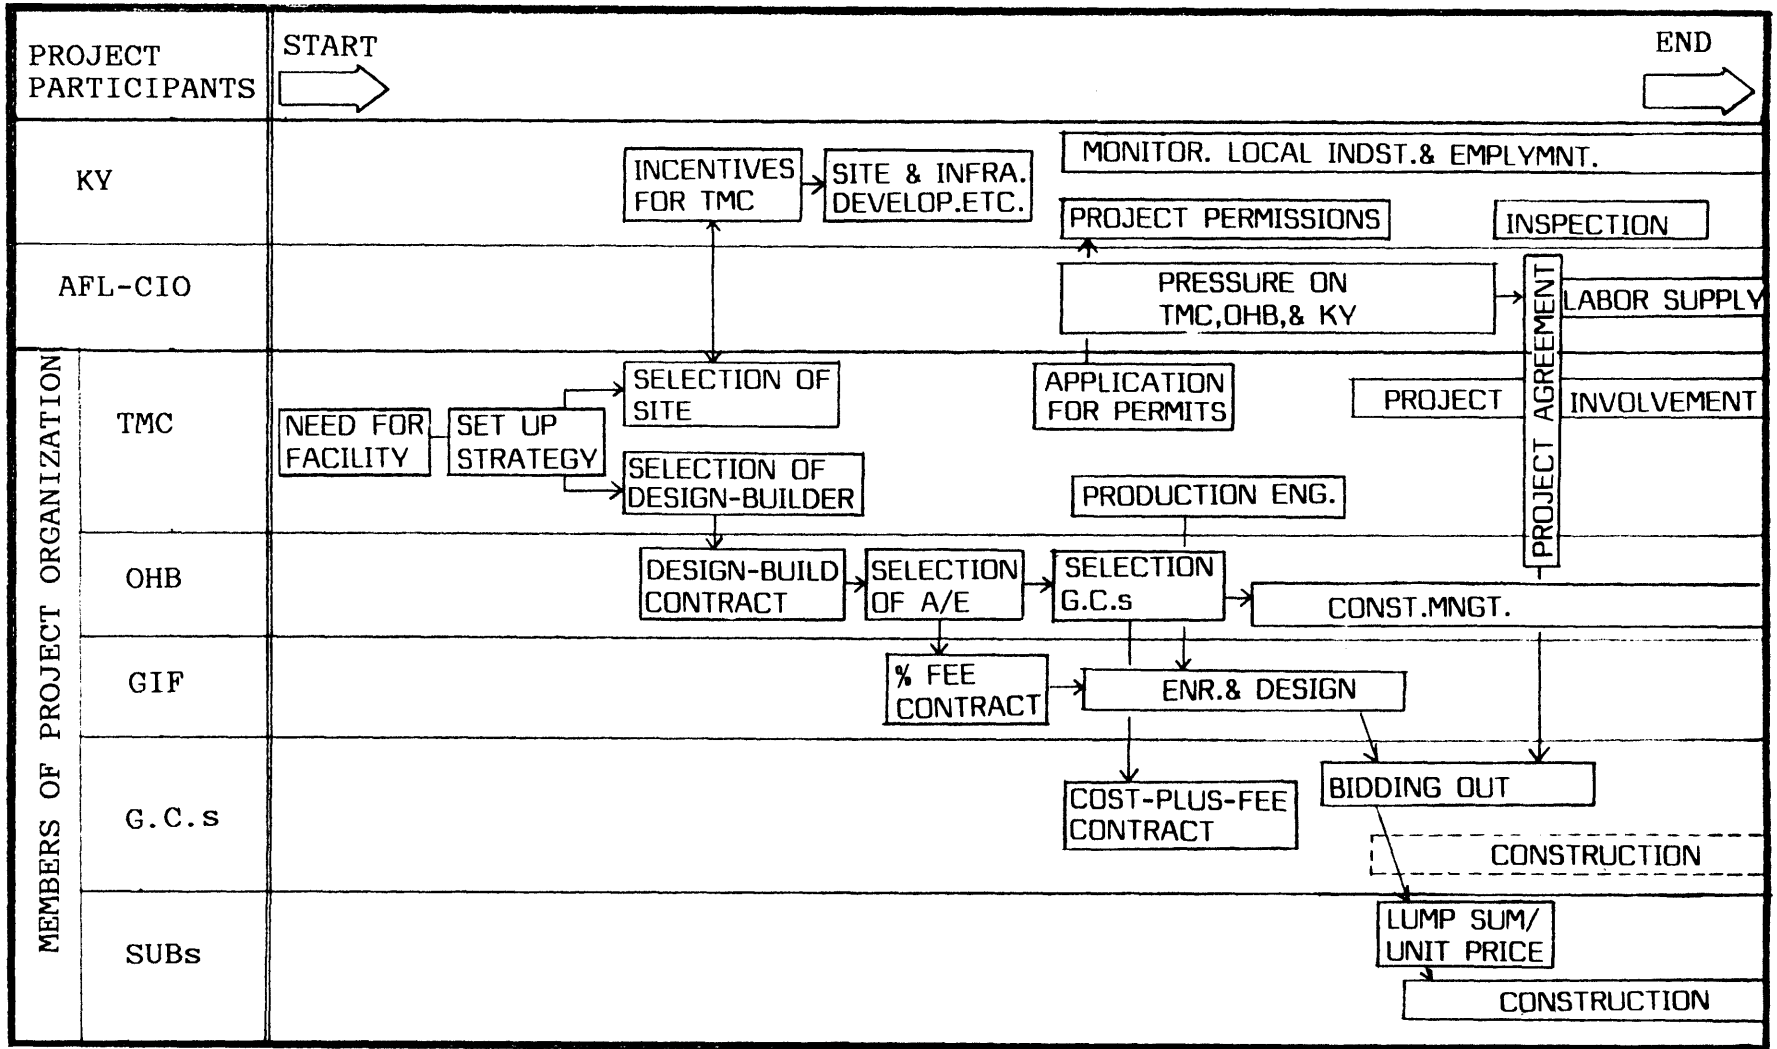 PROJECT
PARTICIPANTS
START
END
KY
INCENTIVES
FOR TMC
SITE & INFRA.
DEVELOP.ETC.
MONITOR. LOCAL INDST.& EMPLYMNT.
PROJECT PERMISSIONS
INSPECTION
AFL-CIO
PRESSURE ON
TMC,OHB,& KY
PROJECT AGREEMENT
LABOR SUPPLY
MEMBERS OF PROJECT ORGANIZATION
TMC
NEED FOR
FACILITY
SET UP
STRATEGY
SELECTION OF
SITE
SELECTION OF
DESIGN-BUILDER
APPLICATION
FOR PERMITS
PROJECT INVOLVEMENT
PRODUCTION ENG.
OHB
DESIGN-BUILD
CONTRACT
SELECTION
OF A/E
SELECTION
G.C.s
CONST.MNGT.
GIF
% FEE
CONTRACT
ENR.& DESIGN
G.C.s
COST-PLUS-FEE
CONTRACT
BIDDING OUT
CONSTRUCTION
SUBs
LUMP SUM/
UNIT PRICE
CONSTRUCTION